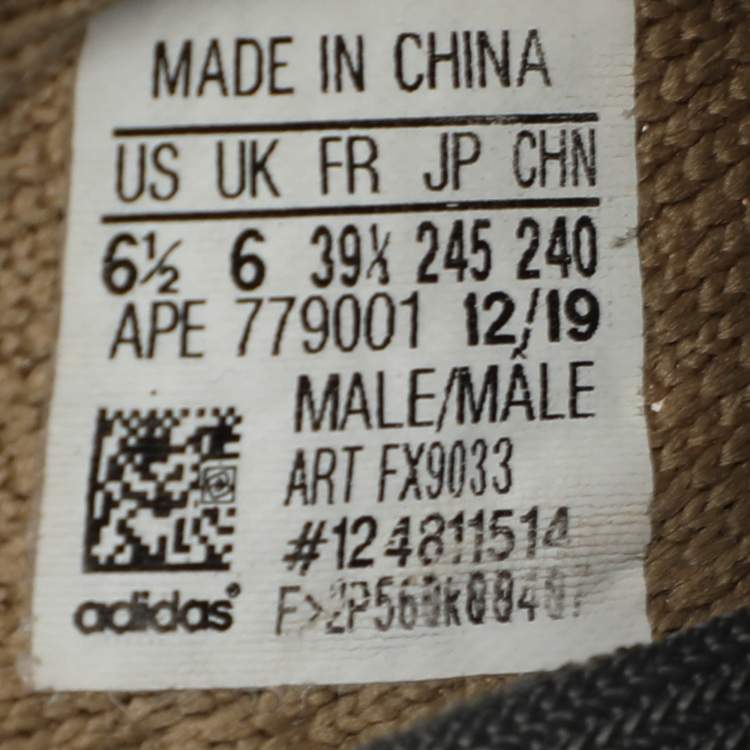 MADE IN CHINA
US UK FR JP CHN
6½ 6 39⅓ 245 240
APE 779001 12/19
MALE/MÂLE
ART FX9033
#124811514
adidas®